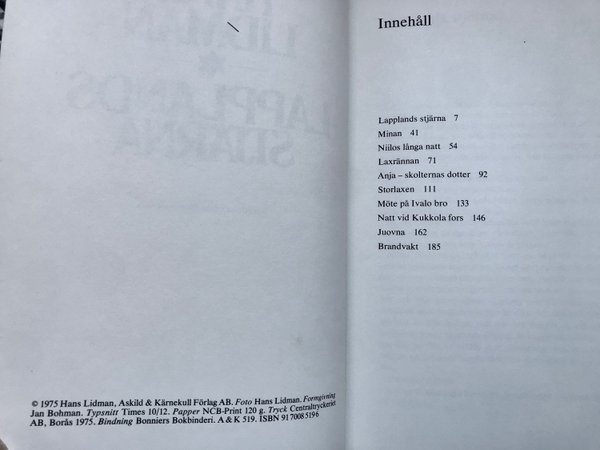 © 1975 Hans Lidman, Askild & Kärnekull Förlag AB. Foto Hans Lidman. Formgivning
Jan Bohman. Typsnitt Times 10/12. Papper NCB-Print 120 g. Tryck Centraltryckeriet
AB, Borås 1975. Bindning Bonniers Bokbinderi. A & K 519. ISBN 91 7008 519 6
Innehåll
Lapplands stjärna 7
Minan 41
Niilos långa natt 54
Laxrännan 71
Anja – skolternas dotter 92
Storlaxen 111
Möte på Ivalo bro 133
Natt vid Kukkola fors 146
Juovna 162
Brandvakt 185